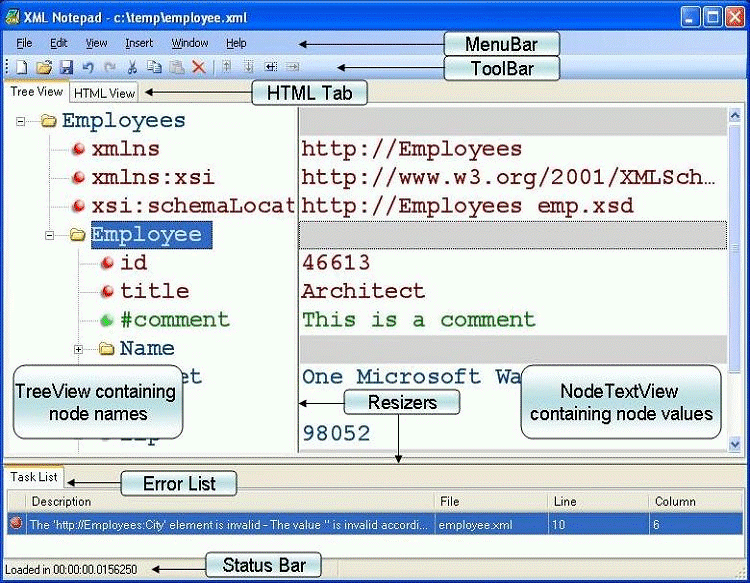 XML Notepad - c:\temp\employee.xml
File Edit View Insert Window Help
MenuBar
ToolBar
Tree View HTML View
HTML Tab
Employees
xmlns http://Employees
xmlns:xsi http://www.w3.org/2001/XMLSch...
xsi:schemaLocat http://Employees emp.xsd
Employee
id 46613
title Architect
#comment This is a comment
Name
et One Microsoft Wa
TreeView containing
node names
Resizers
NodeTextView
containing node values
98052
Task List
Error List
Description File Line Column
The 'http://Employees:City' element is invalid - The value '' is invalid accordi... employee.xml 10 6
Loaded in 00:00:00.0156250
Status Bar